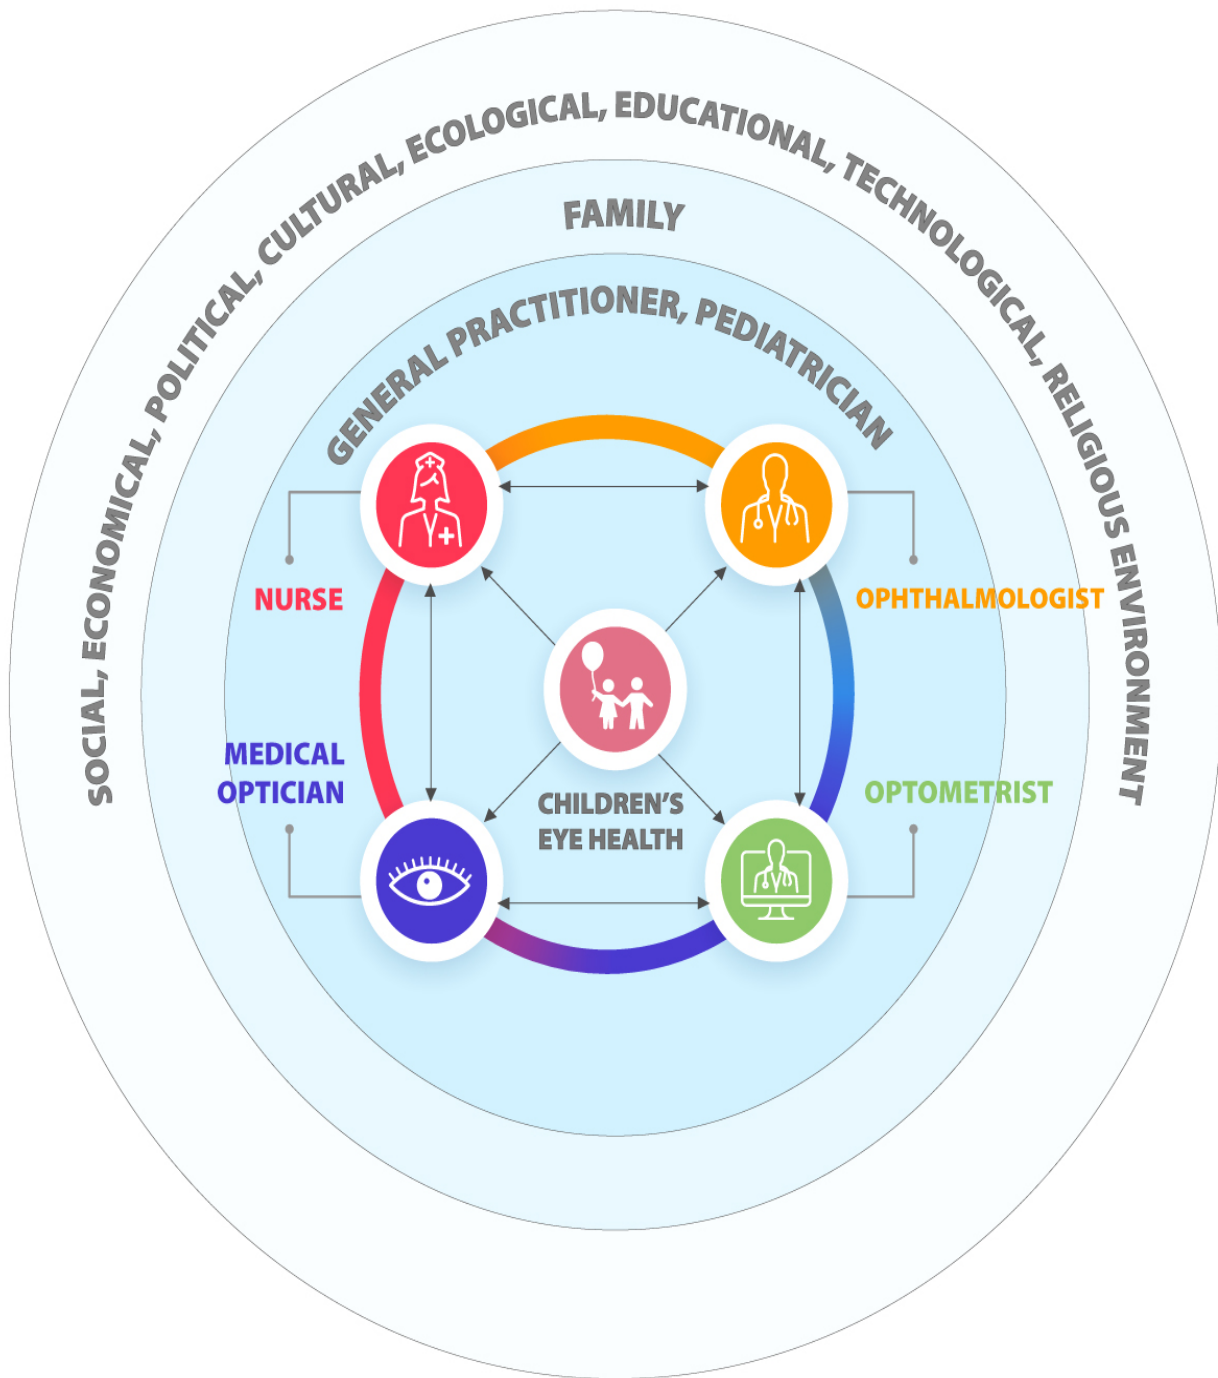 SOCIAL, ECONOMICAL, POLITICAL, CULTURAL, ECOLOGICAL, EDUCATIONAL, TECHNOLOGICAL, RELIGIOUS ENVIRONMENT
FAMILY
GENERAL PRACTITIONER, PEDIATRICIAN
NURSE
OPHTHALMOLOGIST
MEDICAL
OPTICIAN
OPTOMETRIST
CHILDREN'S
EYE HEALTH